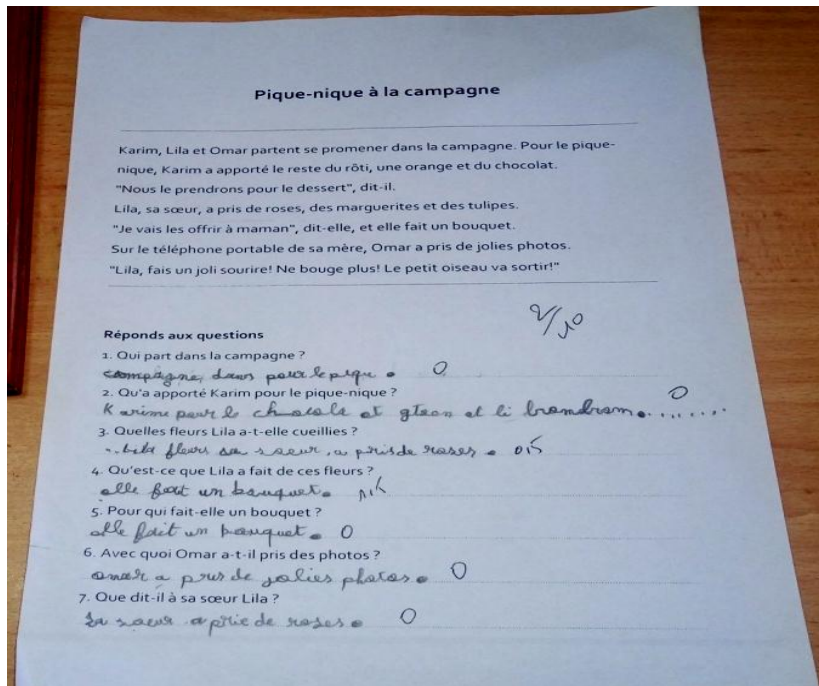 Pique-nique à la campagne
Karim, Lila et Omar partent se promener dans la campagne. Pour le pique-
nique, Karim a apporté le reste du rôti, une orange et du chocolat.
"Nous le prendrons pour le dessert", dit-il.
Lila, sa sœur, a pris de roses, des marguerites et des tulipes.
"Je vais les offrir à maman", dit-elle, et elle fait un bouquet.
Sur le téléphone portable de sa mère, Omar a pris de jolies photos.
"Lila, fais un joli sourire! Ne bouge plus! Le petit oiseau va sortir!"
2/10
Réponds aux questions
1. Qui part dans la campagne ?
campagne, dans pour le piqu. 0
2. Qu'a apporté Karim pour le pique-nique ?
0
Karime pour le et li
3. Quelles fleurs Lila a-t-elle cueillies ?
Lila fleurs sa sœur, a pris de roses. 0,5
4. Qu'est-ce que Lila a fait de ces fleurs ?
elle fait un bouquet. 1,5
5. Pour qui fait-elle un bouquet ?
elle fait un bouquet. 0
6. Avec quoi Omar a-t-il pris des photos ?
omar a pris de jolies photos. 0
7. Que dit-il à sa sœur Lila ?
sa sœur a pris de roses. 0